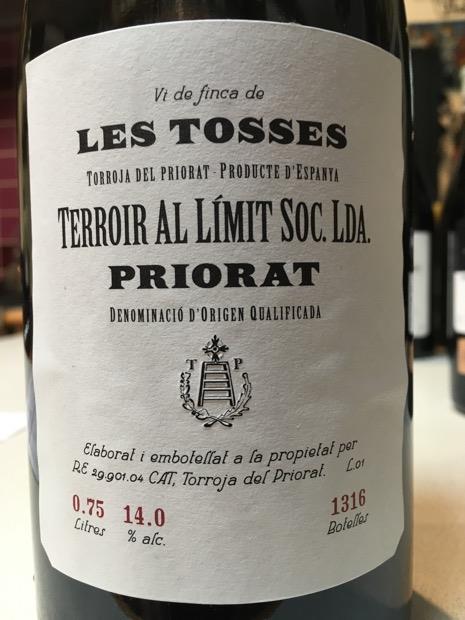 Vi de finca de
LES TOSSES
TORROJA DEL PRIORAT - PRODUCTE D'ESPANYA
TERROIR AL LÍMIT SOC. LDA.
PRIORAT
DENOMINACIÓ D'ORIGEN QUALIFICADA
T P
Elaborat i embotellat a la propietat per
RE 29.901.04 CAT, Torroja del Priorat. L.01
0.75 14.0 1316
Litres % alc. Botelles